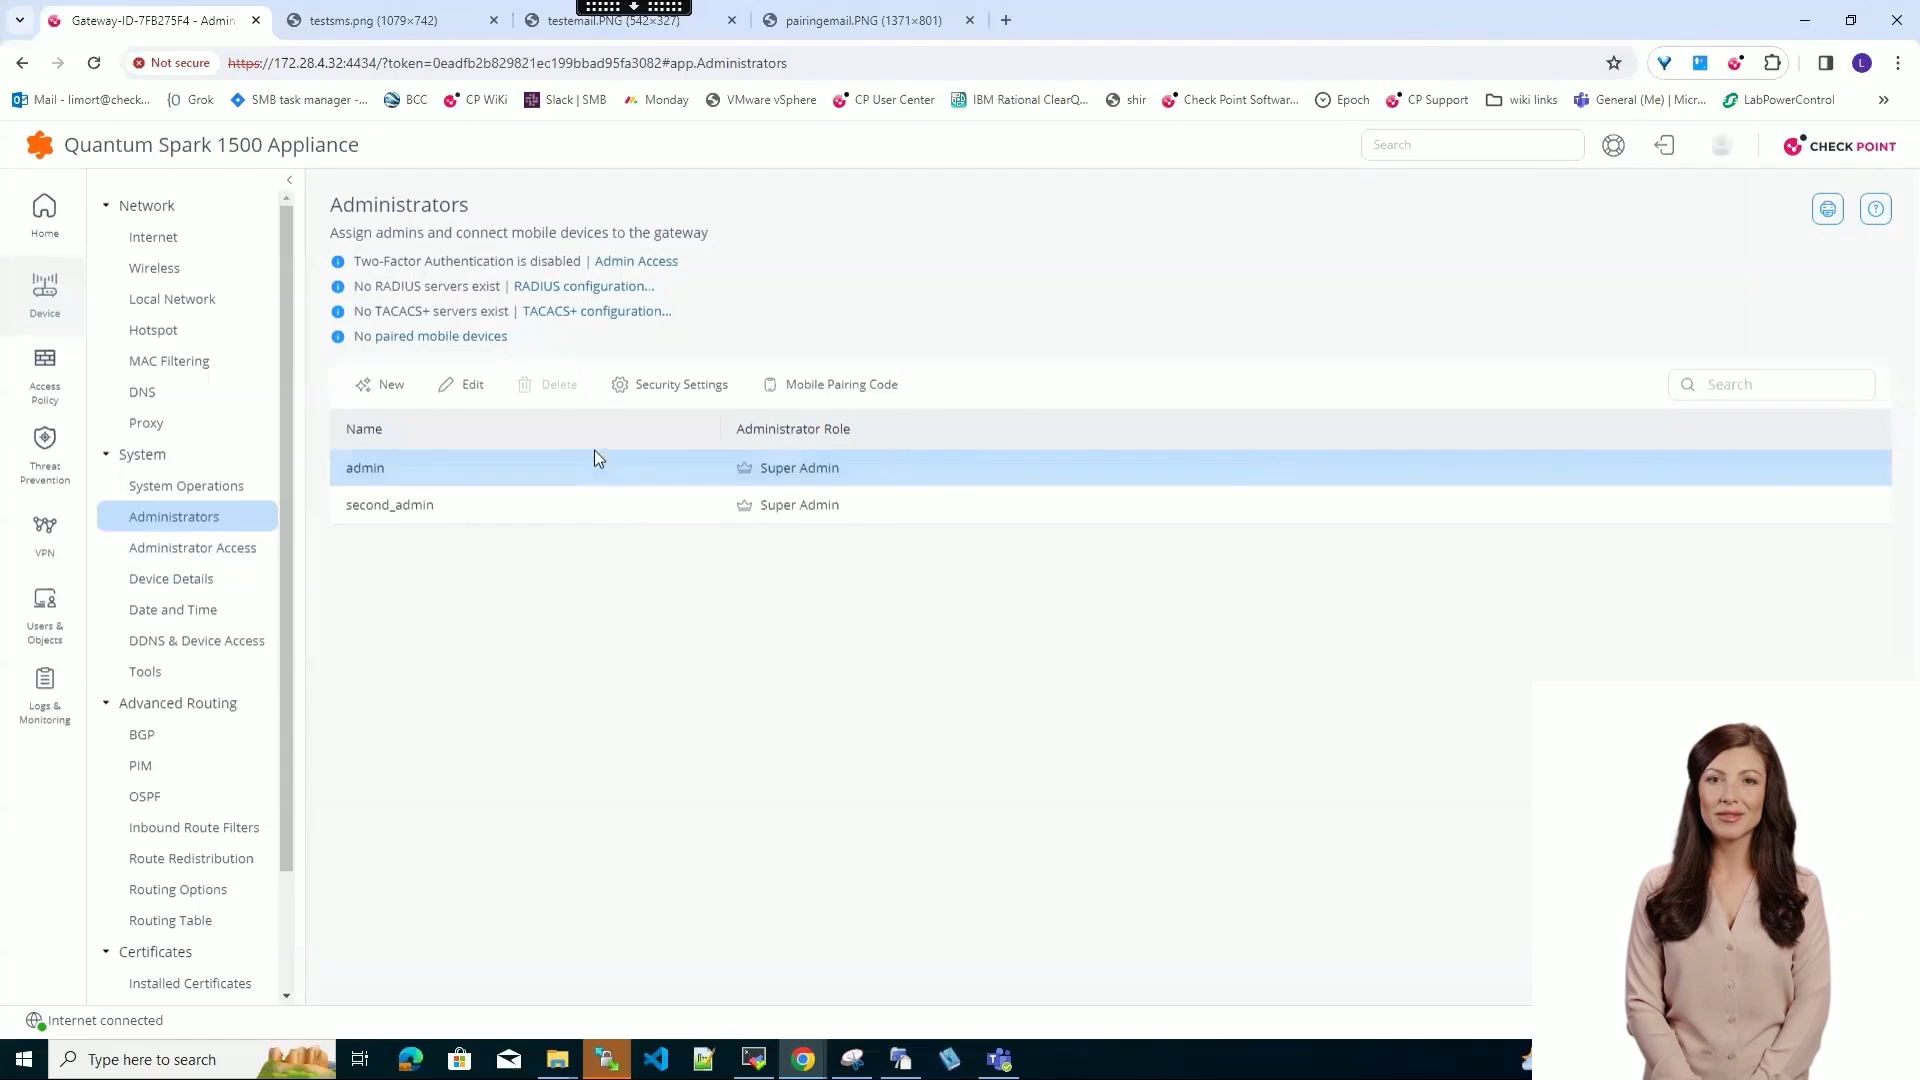 Gateway-ID-7FB275F4 - Admin
testsms.png (1079×742)
testemail.PNG (542×327)
pairingemail.PNG (1371×801)
Not secure
https://172.28.4.32:4434/?token=0eadfb2b829821ec199bbad95fa3082#app.Administrators
Mail - limort@check...
Grok
SMB task manager -...
BCC
CP WiKi
Slack | SMB
Monday
VMware vSphere
CP User Center
IBM Rational ClearQ...
shir
Check Point Softwar...
Epoch
CP Support
wiki links
General (Me) | Micr...
LabPowerControl
Quantum Spark 1500 Appliance
Search
CHECK POINT
Home
Device
Access
Policy
Threat
Prevention
VPN
Users &
Objects
Logs &
Monitoring
Network
Internet
Wireless
Local Network
Hotspot
MAC Filtering
DNS
Proxy
System
System Operations
Administrators
Administrator Access
Device Details
Date and Time
DDNS & Device Access
Tools
Advanced Routing
BGP
PIM
OSPF
Inbound Route Filters
Route Redistribution
Routing Options
Routing Table
Certificates
Installed Certificates
Administrators
Assign admins and connect mobile devices to the gateway
Two-Factor Authentication is disabled | Admin Access
No RADIUS servers exist | RADIUS configuration...
No TACACS+ servers exist | TACACS+ configuration...
No paired mobile devices
New
Edit
Delete
Security Settings
Mobile Pairing Code
Search
Name
Administrator Role
admin
Super Admin
second_admin
Super Admin
Internet connected
Type here to search